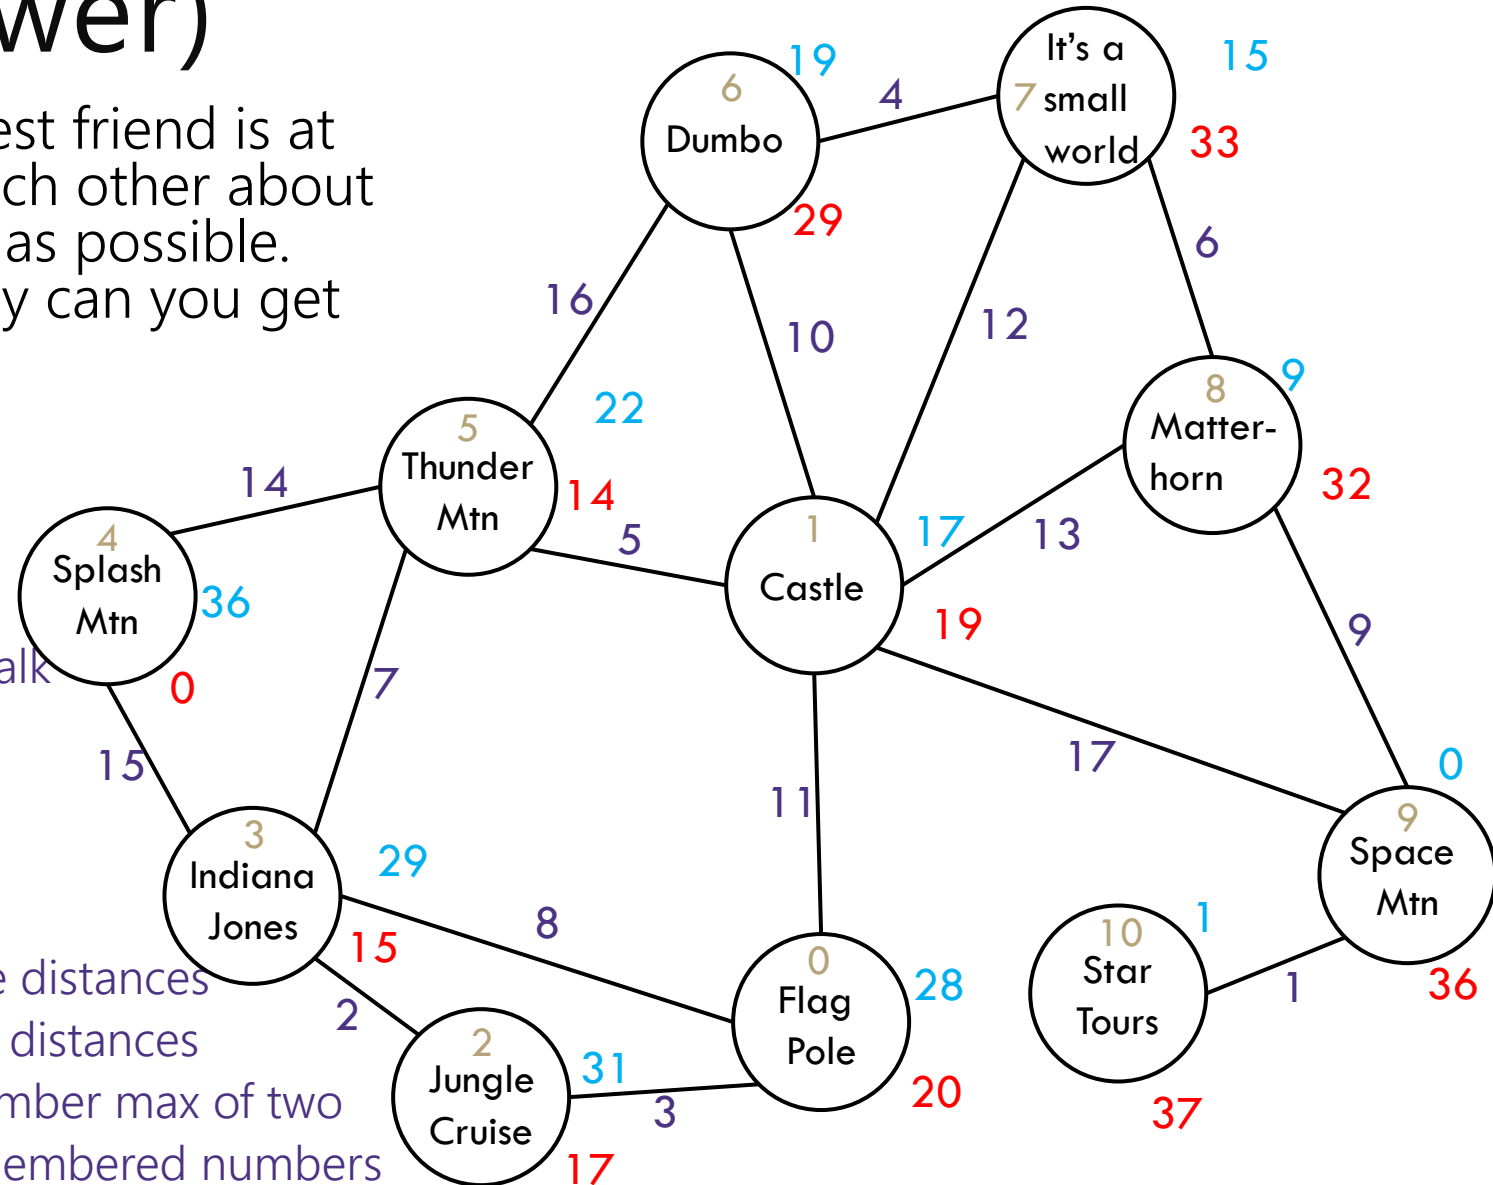 wer)
est friend is at
ch other about
as possible.
y can you get
19
6
Dumbo
29
4
It's a
7 small
world
15
33
16
10
12
6
22
5
Thunder
Mtn
14
14
5
4
Splash
Mtn
36
0
alk
1
Castle
17
19
13
8
Matter-
horn
9
32
9
7
15
11
17
0
9
Space
Mtn
36
3
Indiana
Jones
29
15
8
e distances
2
distances
mber max of two
embered numbers
2
Jungle
Cruise
31
17
3
0
Flag
Pole
28
20
10
Star
Tours
1
37
1